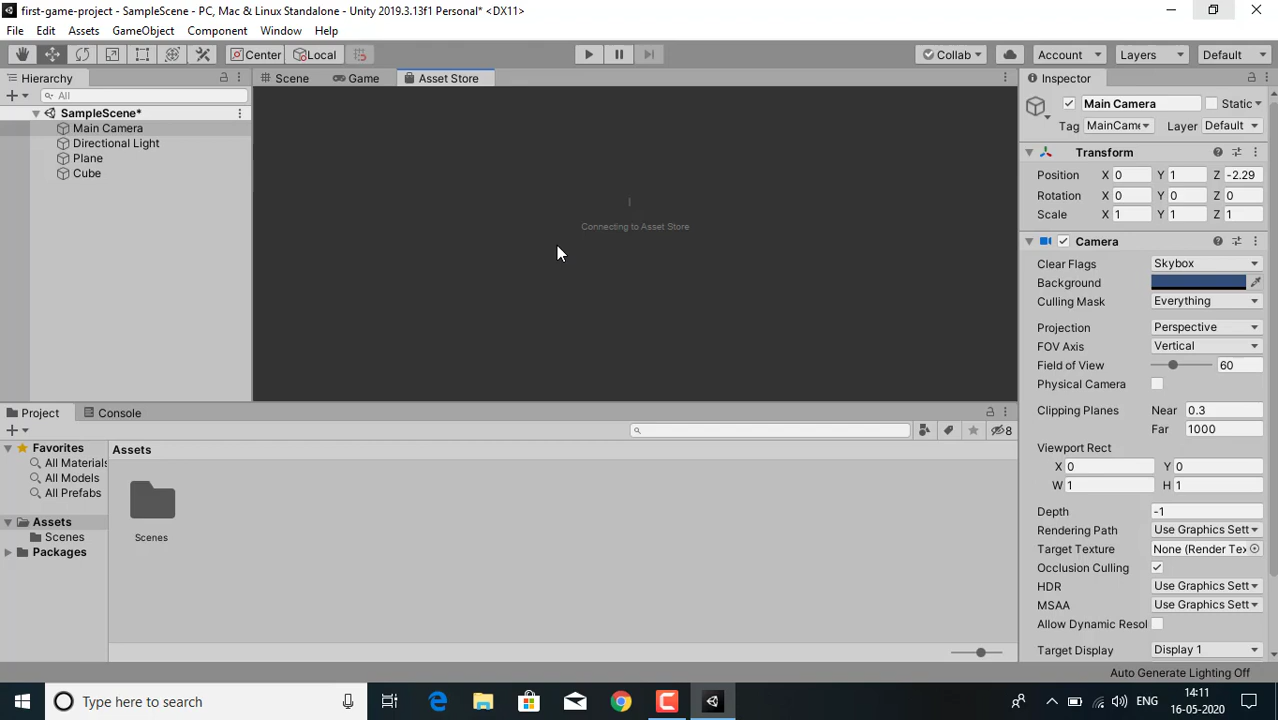 first-game-project - SampleScene - PC, Mac & Linux Standalone - Unity 2019.3.13f1 Personal* <DX11>
File Edit Assets GameObject Component Window Help
Center Local Collab Account Layers Default
Hierarchy Scene Game Asset Store Inspector
All
SampleScene*
Main Camera
Directional Light
Plane
Cube
Connecting to Asset Store
Main Camera Static
Tag MainCame Layer Default
Transform
Position X 0 Y 1 Z -2.29
Rotation X 0 Y 0 Z 0
Scale X 1 Y 1 Z 1
Camera
Clear Flags Skybox
Background
Culling Mask Everything
Projection Perspective
FOV Axis Vertical
Field of View 60
Physical Camera
Clipping Planes Near 0.3
Far 1000
Viewport Rect
X 0 Y 0
W 1 H 1
Depth -1
Rendering Path Use Graphics Sett
Target Texture None (Render Tex
Occlusion Culling
HDR Use Graphics Sett
MSAA Use Graphics Sett
Allow Dynamic Resol
Target Display Display 1
Project Console
8
Favorites
All Materials
All Models
All Prefabs
Assets
Scenes
Packages
Assets
Scenes
Auto Generate Lighting Off
Type here to search
ENG
14:11
16-05-2020